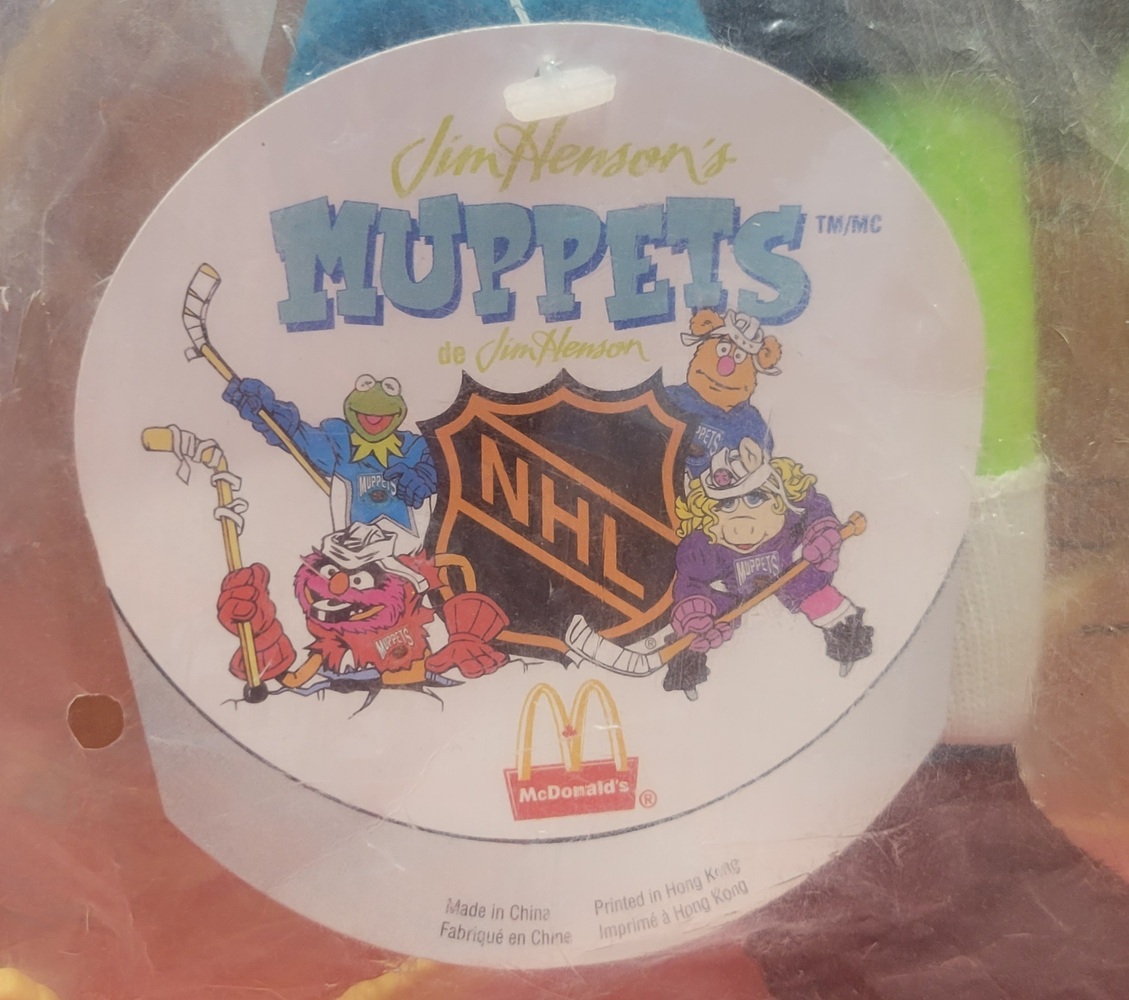 Jim Henson's
MUPPETS TM/MC
de Jim Henson
NHL
PPETS
MUPPETS
MUPPETS
MUPPETS
®
McDonald's ®
Made in China
Fabriqué en Chine
Printed in Hong Kong
Imprimé à Hong Kong